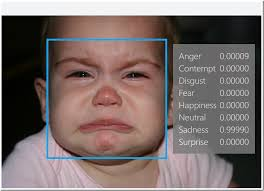 Anger 0.00009
Contempt 0.00000
Disgust 0.00000
Fear 0.00000
Happiness 0.00000
Neutral 0.00000
Sadness 0.99990
Surprise 0.00000